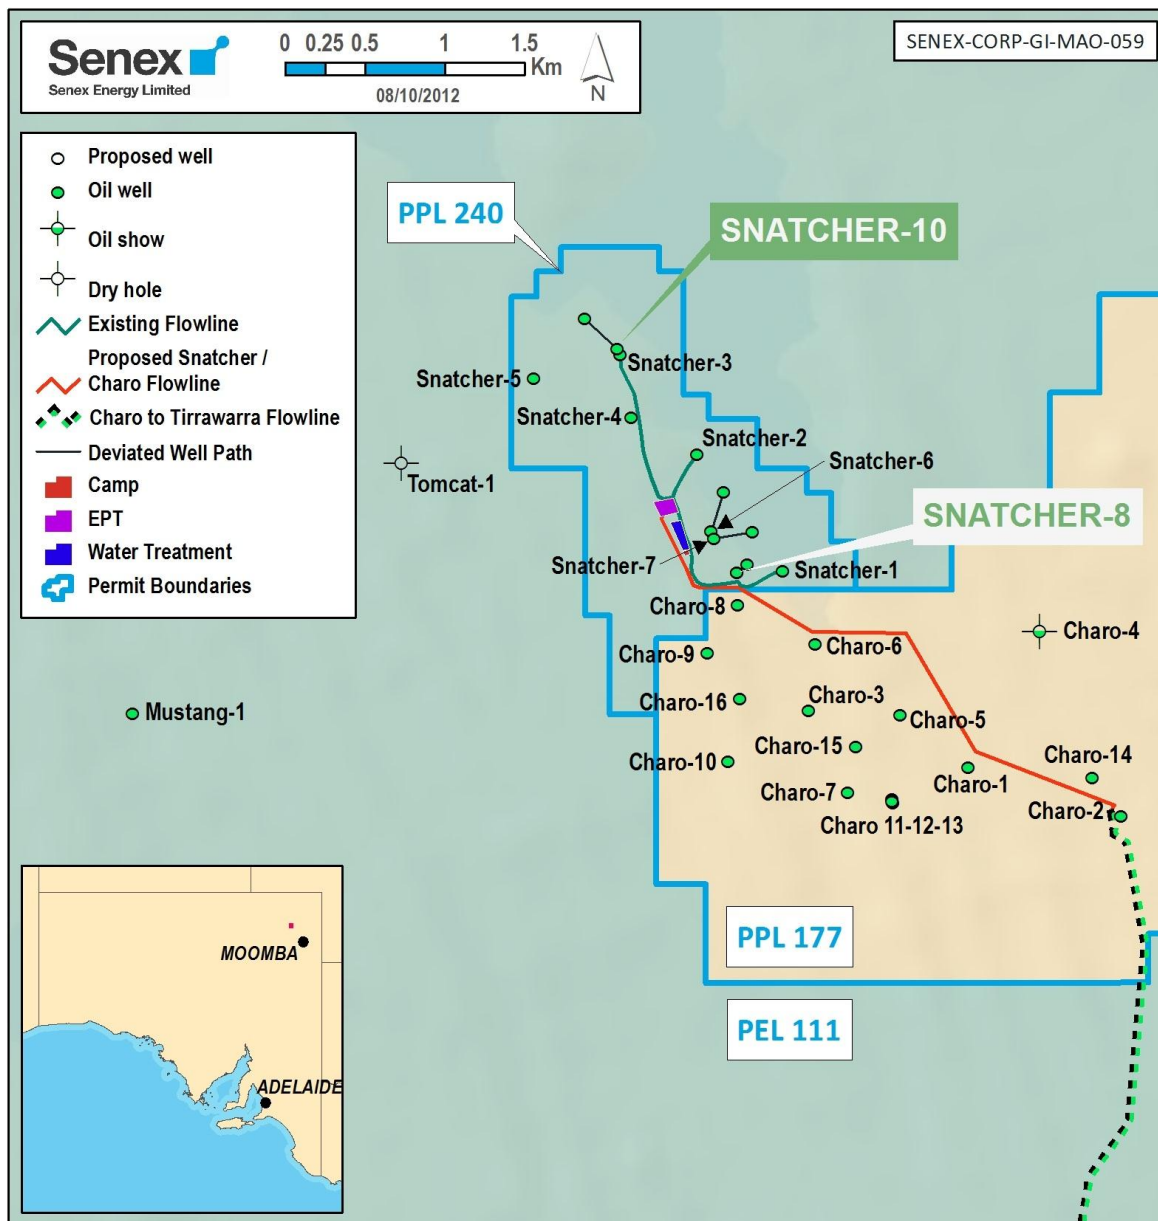 Senex
Senex Energy Limited
0 0.25 0.5 1 1.5
Km
08/10/2012
N
SENEX-CORP-GI-MAO-059
Proposed well
Oil well
Oil show
Dry hole
Existing Flowline
Proposed Snatcher /
Charo Flowline
Charo to Tirrawarra Flowline
Deviated Well Path
Camp
EPT
Water Treatment
Permit Boundaries
PPL 240
SNATCHER-10
Snatcher-3
Snatcher-5
Snatcher-4
Snatcher-2
Snatcher-6
Tomcat-1
SNATCHER-8
Snatcher-7
Snatcher-1
Charo-8
Charo-4
Charo-6
Charo-9
Charo-16
Charo-3
Mustang-1
Charo-5
Charo-15
Charo-10
Charo-14
Charo-1
Charo-7
Charo-2
Charo 11-12-13
PPL 177
PEL 111
MOOMBA
ADELAIDE